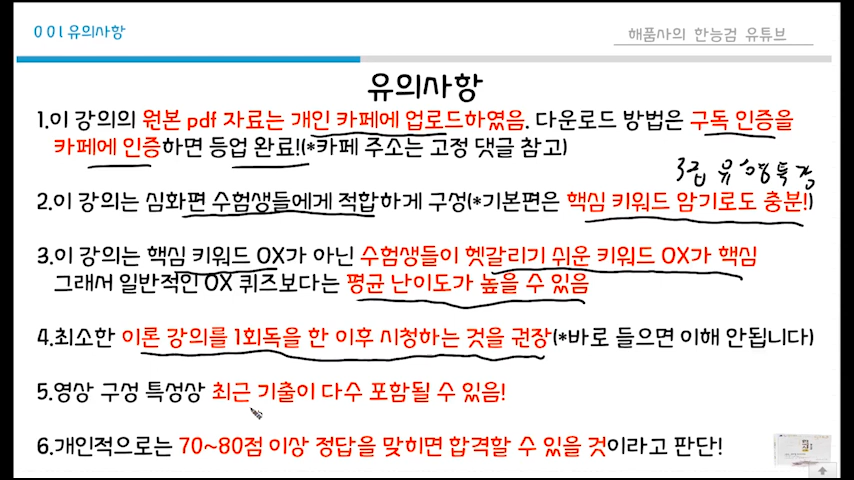 001유의사항
해품사의 한능검 유튜브
유의사항
1.이 강의의 원본 pdf 자료는 개인 카페에 업로드하였음. 다운로드 방법은 구독 인증을
카페에 인증하면 등업 완료!(*카페 주소는 고정 댓글 참고)
3급
2.이 강의는 심화편 수험생들에게 적합하게 구성(*기본편은 핵심 키워드 암기로도 충분!)
3.이 강의는 핵심 키워드 OX가 아닌 수험생들이 헷갈리기 쉬운 키워드 OX가 핵심
그래서 일반적인 OX 퀴즈보다는 평균 난이도가 높을 수 있음
4.최소한 이론 강의를 1회독을 한 이후 시청하는 것을 권장(*바로 들으면 이해 안됩니다)
5.영상 구성 특성상 최근 기출이 다수 포함될 수 있음!
6.개인적으로는 70~80점 이상 정답을 맞히면 합격할 수 있을 것이라고 판단!